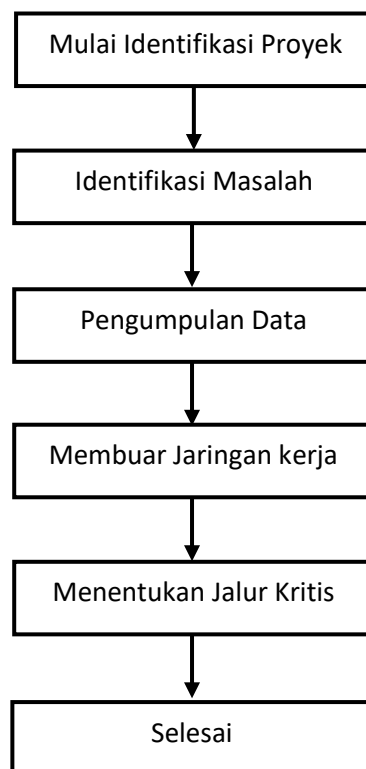 Mulai Identifikasi Proyek
Identifikasi Masalah
Pengumpulan Data
Membuar Jaringan kerja
Menentukan Jalur Kritis
Selesai